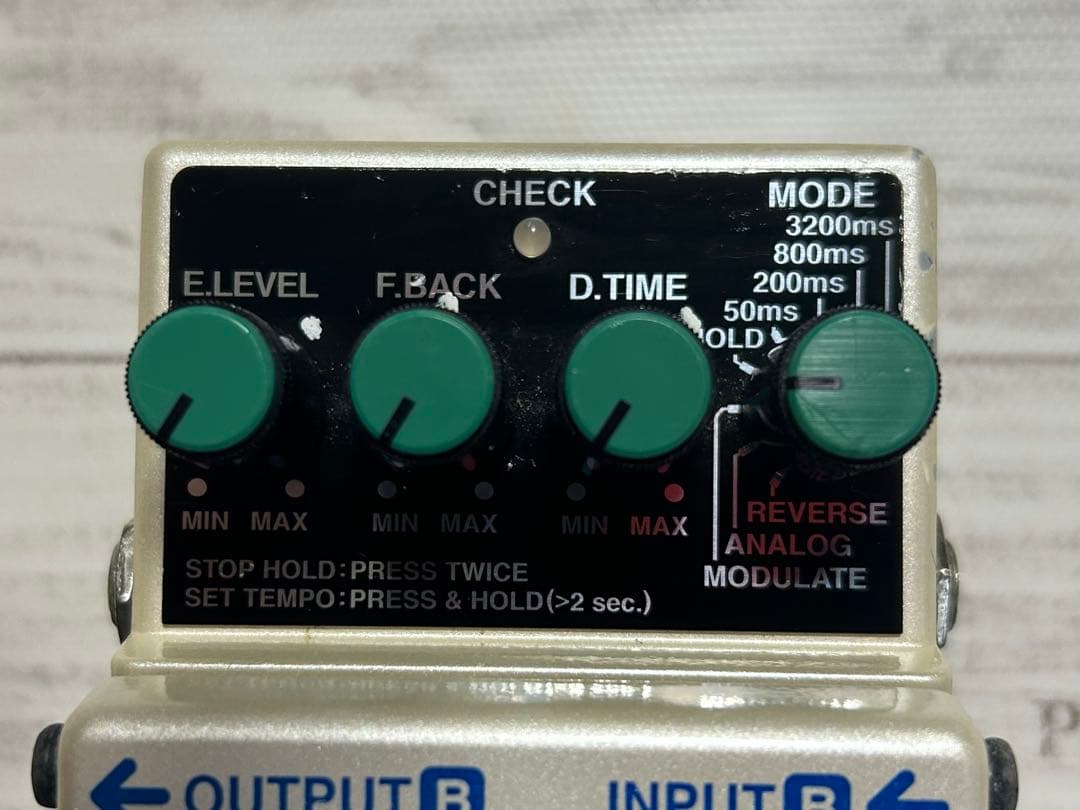 CHECK
MODE
3200ms
800ms
200ms
50ms
HOLD
E.LEVEL
F.BACK
D.TIME
MIN MAX
MIN MAX
MIN MAX
REVERSE
ANALOG
MODULATE
STOP HOLD:PRESS TWICE
SET TEMPO:PRESS & HOLD(>2 sec.)
OUTPUT B
INPUT B